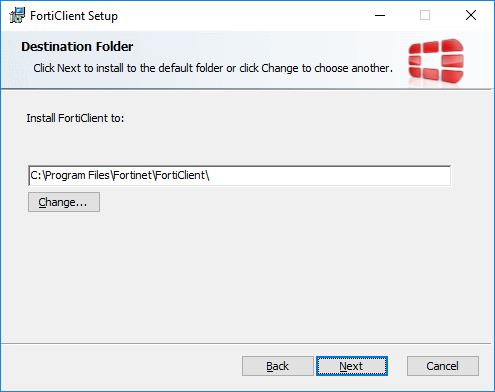 FortiClient Setup
Destination Folder
Click Next to install to the default folder or click Change to choose another.
Install FortiClient to:
C:\Program Files\Fortinet\FortiClient\
Change...
Back
Next
Cancel